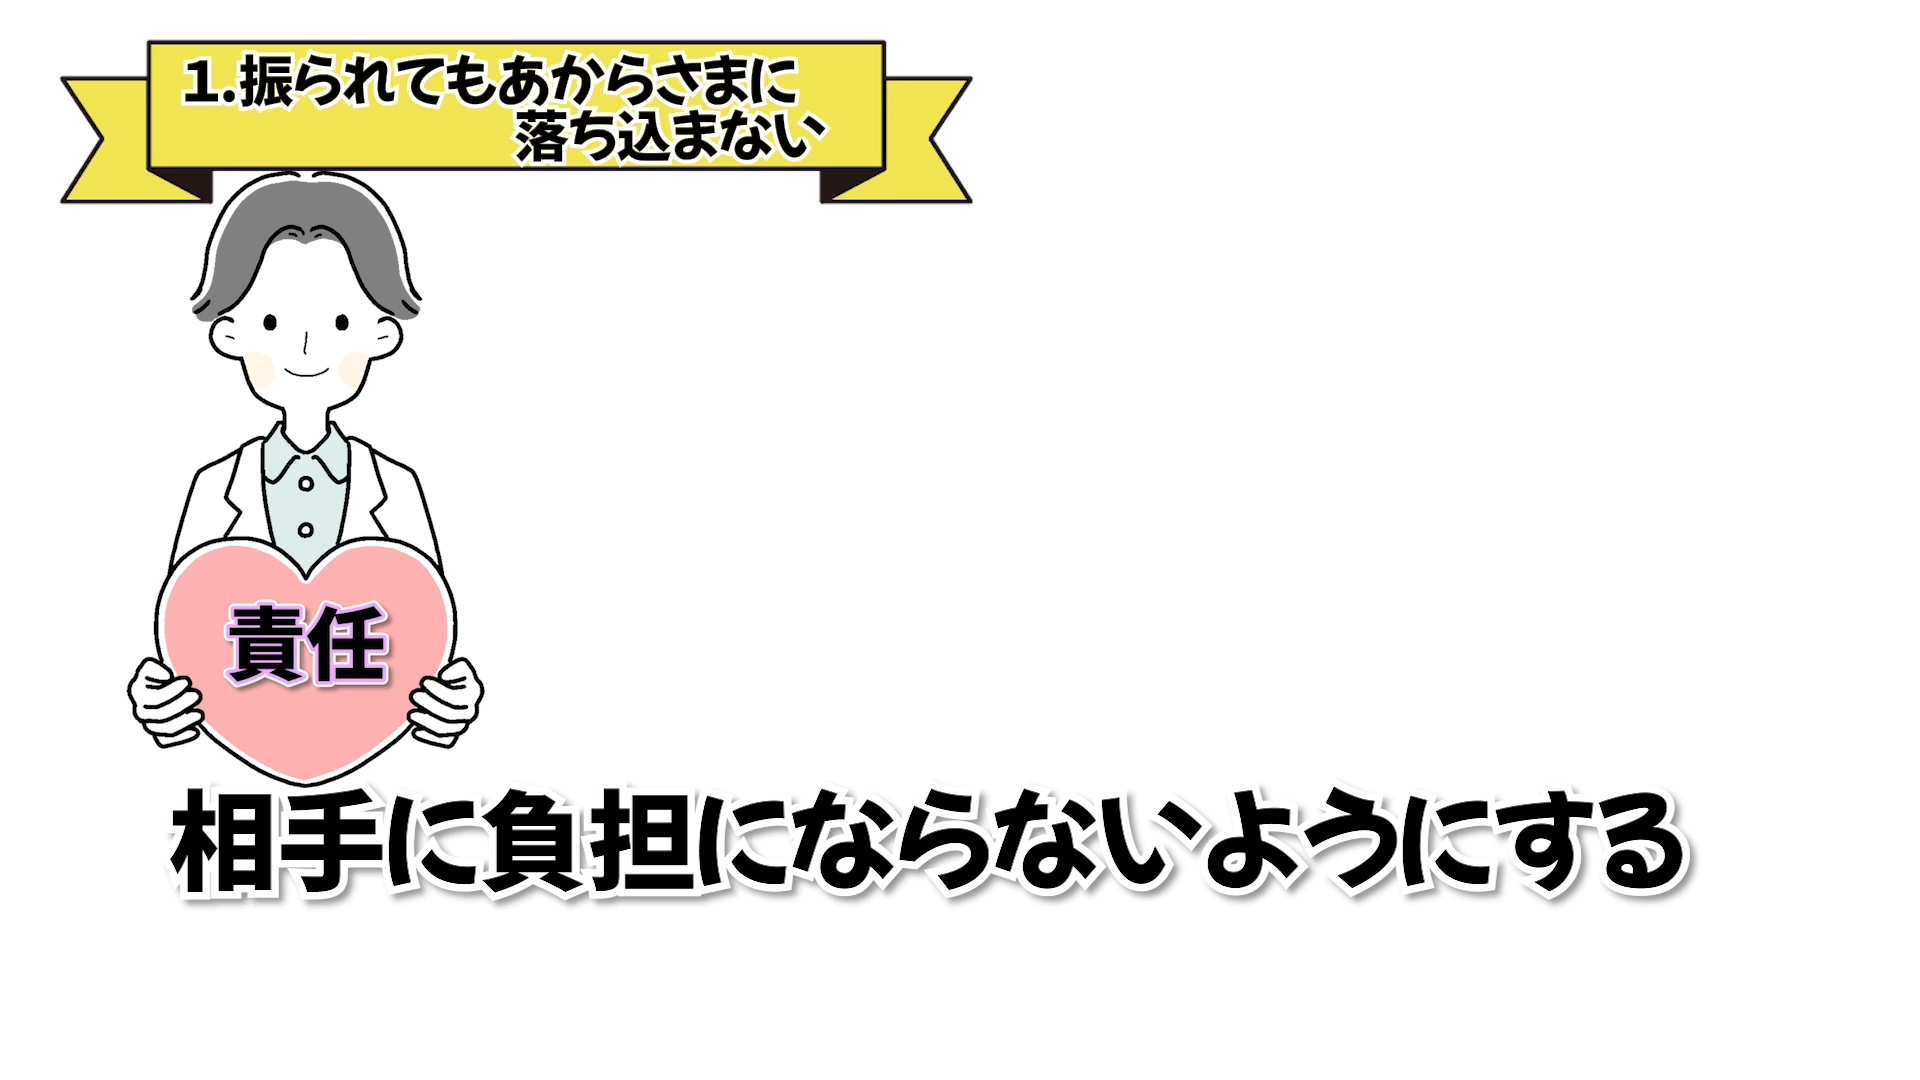 1.振られてもあからさまに
落ち込まない
責任
相手に負担にならないようにする